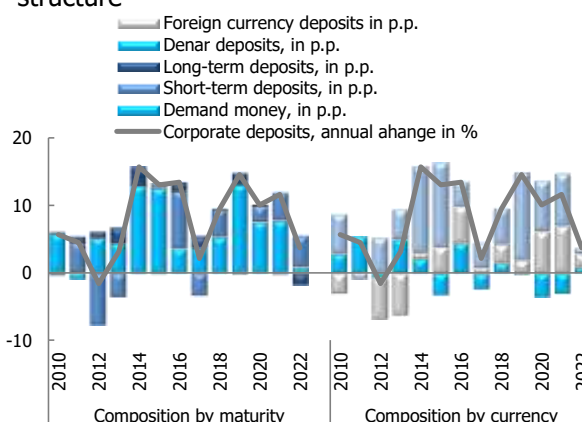 structure
Foreign currency deposits in p.p.
Denar deposits, in p.p.
Long-term deposits, in p.p.
Short-term deposits, in p.p.
Demand money, in p.p.
Corporate deposits, annual ahange in %
20
10
0
-10
2010 2012 2014 2016 2018 2020 2022 2010 2012 2014 2016 2018 2020 2022
Composition by maturity Composition by currency